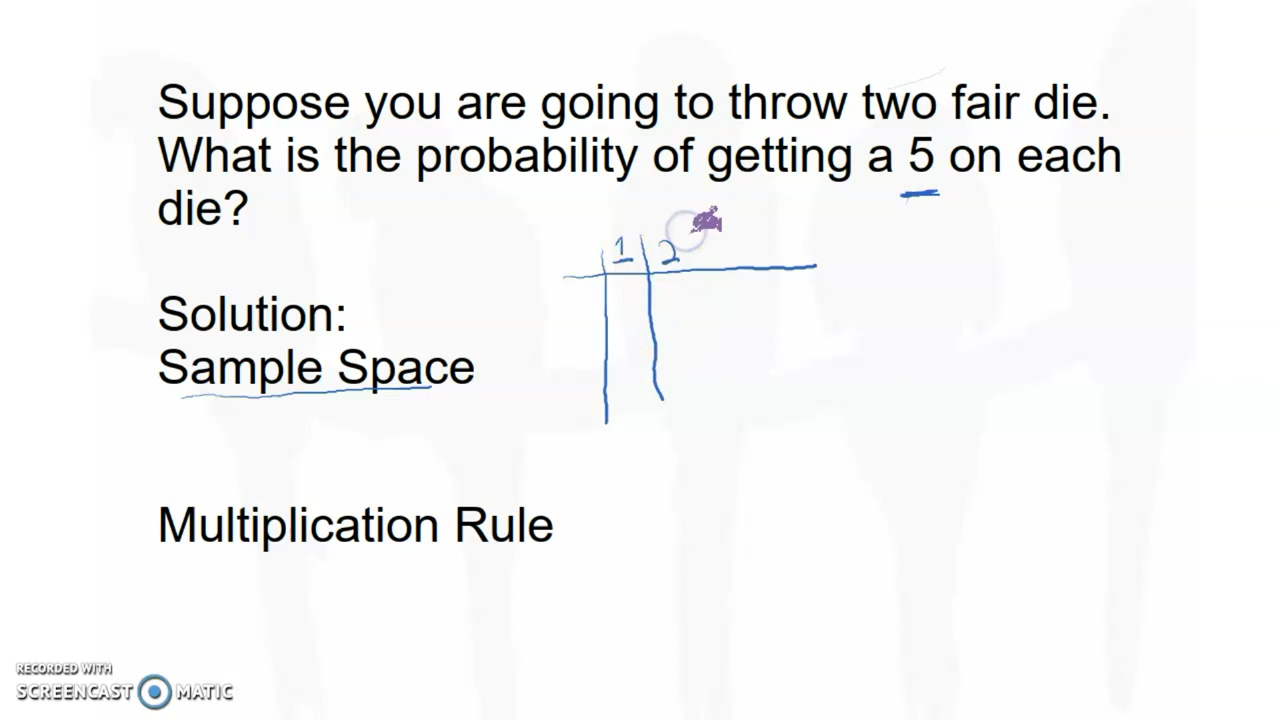 Suppose you are going to throw two fair die.
What is the probability of getting a 5 on each
die?
1 2
Solution:
Sample Space
Multiplication Rule
RECORDED WITH
SCREENCAST MATIC